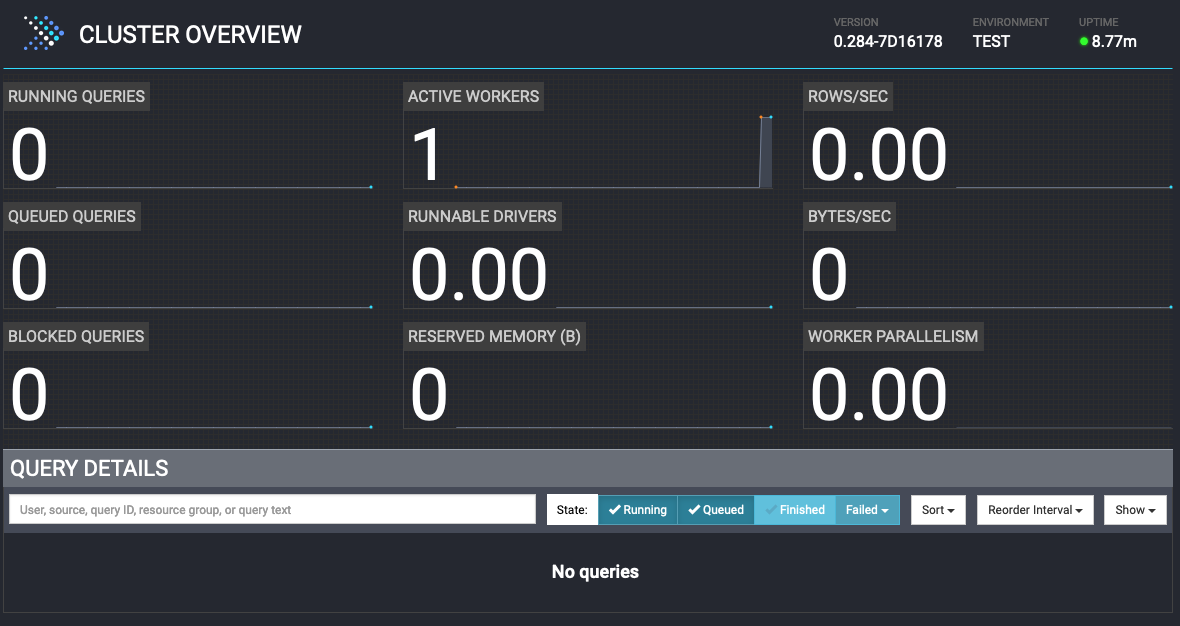 CLUSTER OVERVIEW
VERSION
0.284-7D16178
ENVIRONMENT
TEST
UPTIME
8.77m
RUNNING QUERIES
0
ACTIVE WORKERS
1
ROWS/SEC
0.00
QUEUED QUERIES
0
RUNNABLE DRIVERS
0.00
BYTES/SEC
0
BLOCKED QUERIES
0
RESERVED MEMORY (B)
0
WORKER PARALLELISM
0.00
QUERY DETAILS
User, source, query ID, resource group, or query text
State: Running Queued Finished Failed Sort Reorder Interval Show
No queries